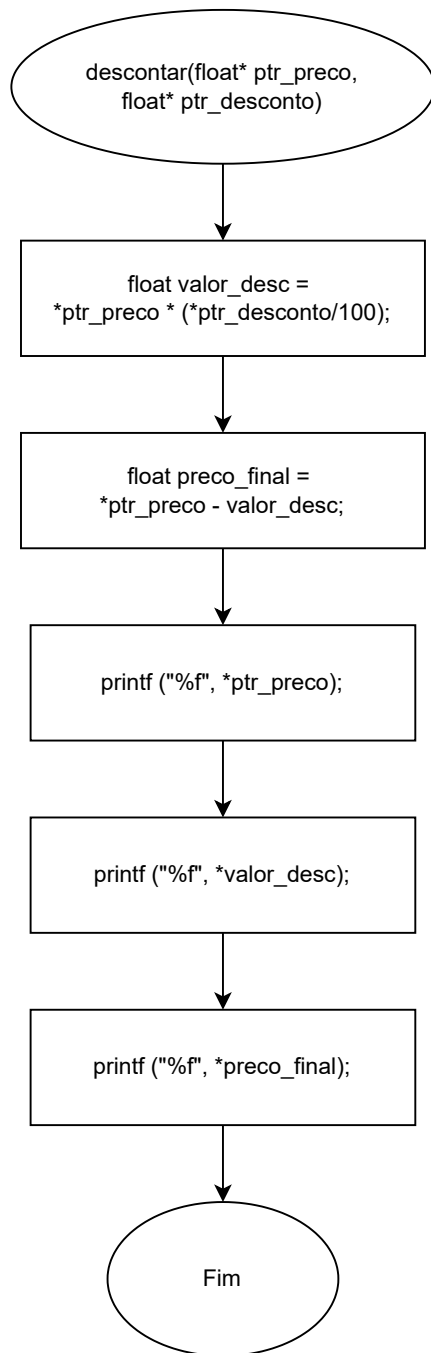 descontar(float* ptr_preco,
float* ptr_desconto)
float valor_desc =
*ptr_preco * (*ptr_desconto/100);
float preco_final =
*ptr_preco - valor_desc;
printf ("%f", *ptr_preco);
printf ("%f", *valor_desc);
printf ("%f", *preco_final);
Fim